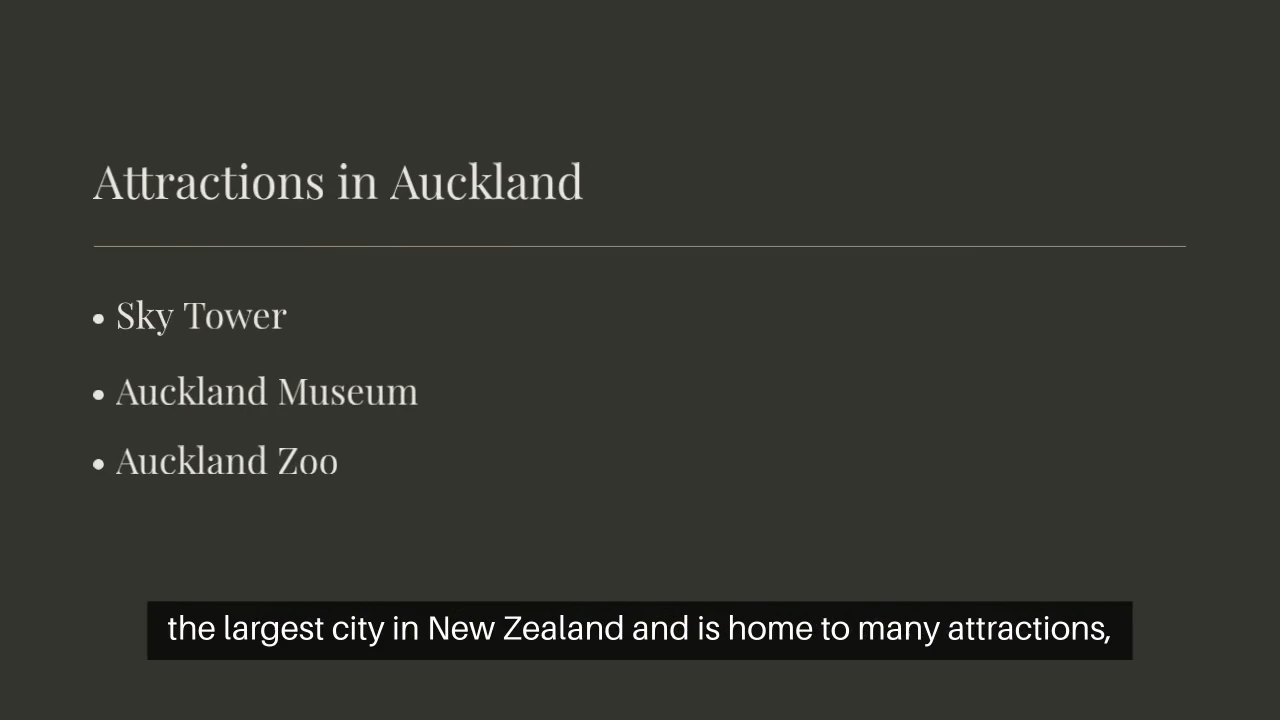 Attractions in Auckland
• Sky Tower
• Auckland Museum
• Auckland Zoo
the largest city in New Zealand and is home to many attractions,